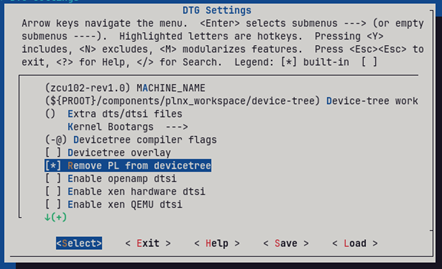 DTG Settings
Arrow keys navigate the menu.  <Enter> selects submenus ---> (or empty
submenus ----).  Highlighted letters are hotkeys.  Pressing <Y>
includes, <N> excludes, <M> modularizes features.  Press <Esc><Esc> to
exit, <?> for Help, </> for Search.  Legend: [*] built-in  [ ]
(zcu102-rev1.0) MACHINE_NAME
(${PROOT}/components/plnx_workspace/device-tree) Device-tree work
()  Extra dts/dtsi files
    Kernel Bootargs  --->
(-@) Devicetree compiler flags
[ ] Devicetree overlay
[*] Remove PL from devicetree
[ ] Enable openamp dtsi
[ ] Enable xen hardware dtsi
[ ] Enable xen QEMU dtsi
↓(+)
<Select>    < Exit >    < Help >    < Save >    < Load >